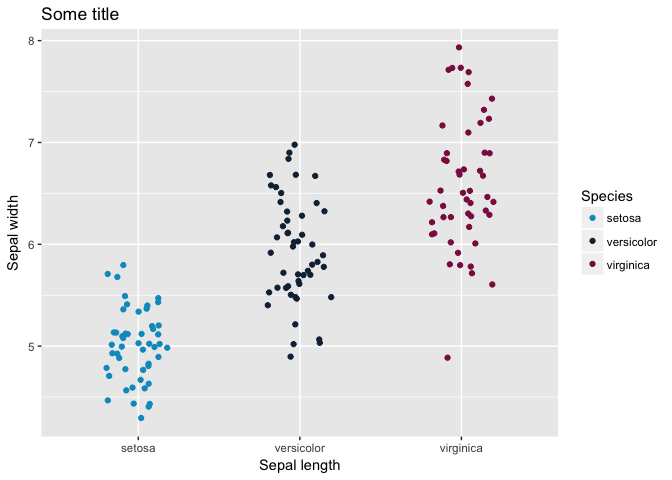 Some title
8
7
6
5
Sepal width
setosa
versicolor
virginica
Sepal length
Species
setosa
versicolor
virginica